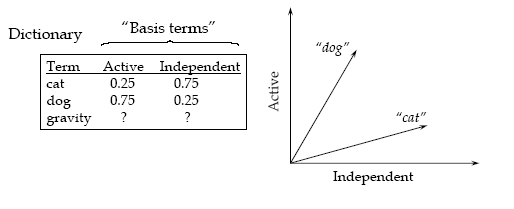 Dictionary
“Basis terms”
Term Active Independent
cat 0.25 0.75
dog 0.75 0.25
gravity ? ?
Active
“dog”
“cat”
Independent